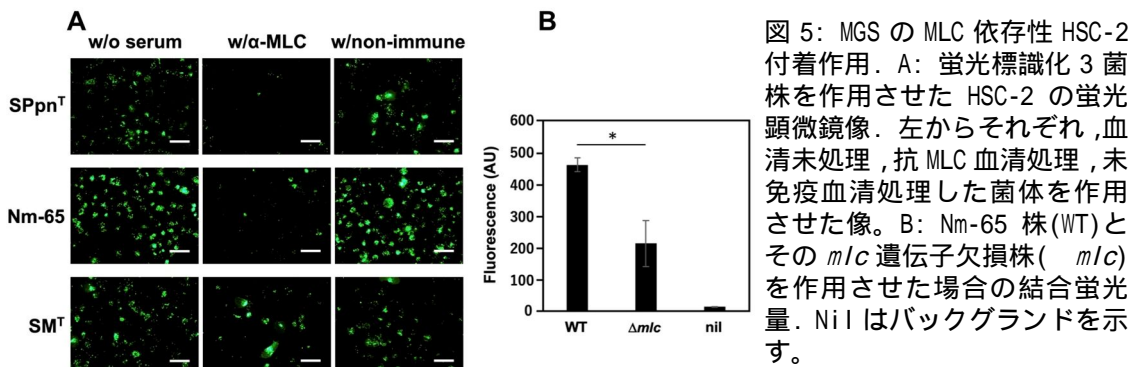 A
B
w/o serum
w/α-MLC
w/non-immune
SPpnᵀ
Nm-65
SMᵀ
600
500
400
300
200
100
0
Fluorescence (AU)
*
WT
Δmlc
nil
図 5: MGS の MLC 依存性 HSC-2
付着作用. A: 蛍光標識化 3 菌
株を作用させた HSC-2 の蛍光
顕微鏡像. 左からそれぞれ ,血
清未処理 ,抗 MLC 血清処理 ,未
免疫血清処理した菌体を作用
させた像。B: Nm-65 株(WT)と
その mlc 遺伝子欠損株( mlc)
を作用させた場合の結合蛍光
量. Nil はバックグランドを示
す。